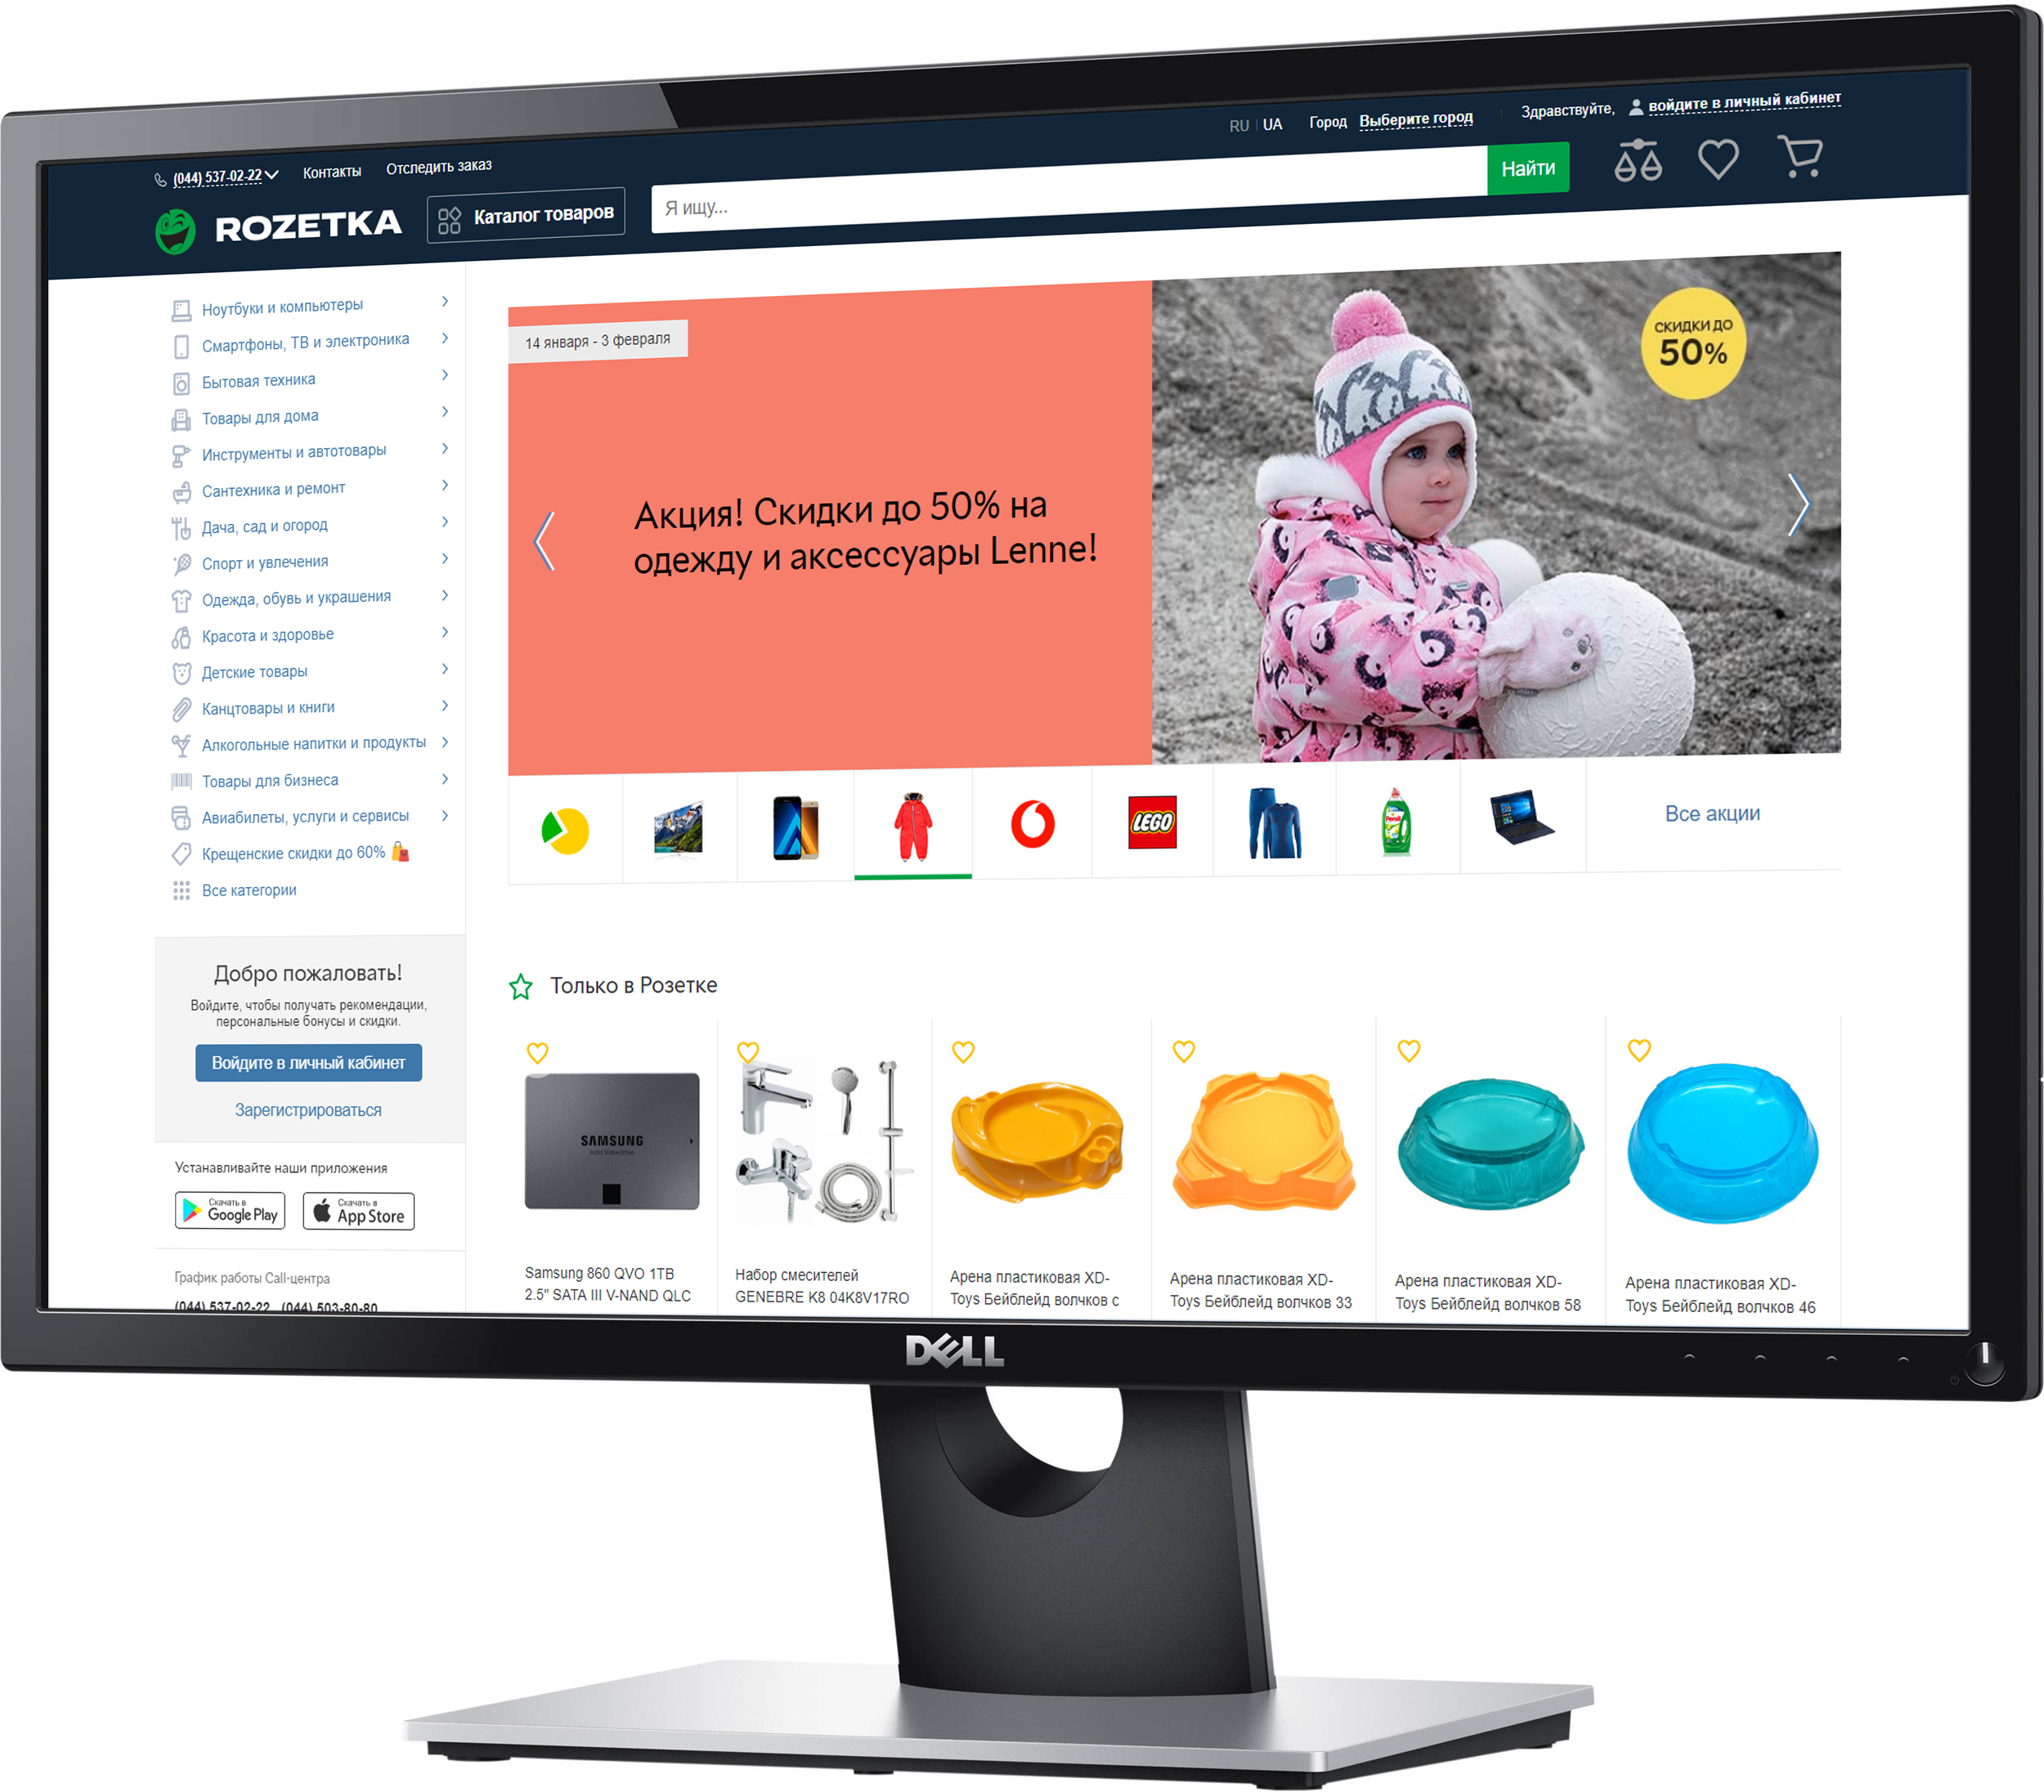 RU | UA Город Выберите город Здравствуйте, войдите в личный кабинет
(044) 537-02-22 Контакты Отследить заказ
ROZETKA Каталог товаров Я ищу... Найти
Ноутбуки и компьютеры
Смартфоны, ТВ и электроника
Бытовая техника
Товары для дома
Инструменты и автотовары
Сантехника и ремонт
Дача, сад и огород
Спорт и увлечения
Одежда, обувь и украшения
Красота и здоровье
Детские товары
Канцтовары и книги
Алкогольные напитки и продукты
Товары для бизнеса
Авиабилеты, услуги и сервисы
Крещенские скидки до 60%
Все категории
14 января - 3 февраля
СКИДКИ ДО
50%
Акция! Скидки до 50% на
одежду и аксессуары Lenne!
LEGO
Persil
Все акции
Добро пожаловать!
Войдите, чтобы получать рекомендации,
персональные бонусы и скидки.
Войдите в личный кабинет
Зарегистрироваться
Устанавливайте наши приложения
Скачать в
Google Play
Скачать в
App Store
График работы Call-центра
(044) 537-02-22 (044) 503-80-80
Только в Розетке
SAMSUNG
Solid State Drive
Samsung 860 QVO 1TB
2.5" SATA III V-NAND QLC
Набор смесителей
GENEBRE K8 04K8V17RO
Арена пластиковая XD-
Toys Бейблейд волчков с
Арена пластиковая XD-
Toys Бейблейд волчков 33
Арена пластиковая XD-
Toys Бейблейд волчков 58
Арена пластиковая XD-
Toys Бейблейд волчков 46
DELL